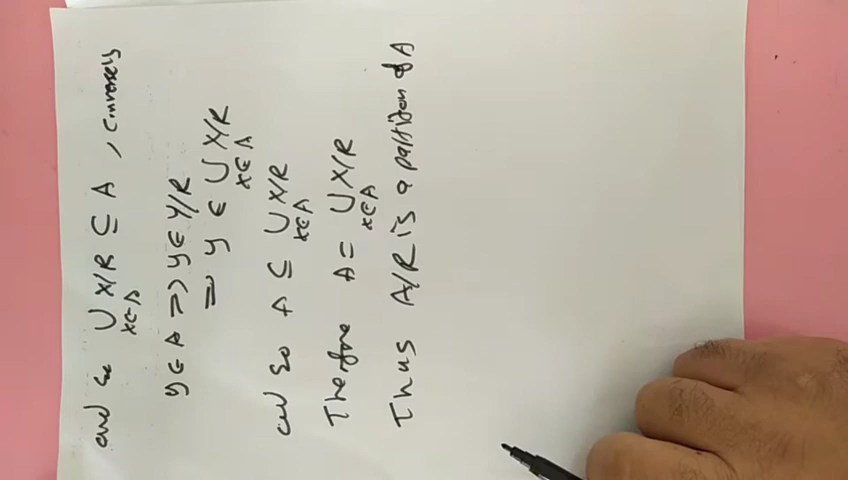 and so ∪ x/R ⊆ A , conversely
x∈A
y ∈ A => y ∈ y/R
=> y ∈ ∪ x/R
x∈A
and so A ⊆ ∪ x/R
x∈A
Therefore A = ∪ x/R
x∈A
Thus A/R is a partition of A